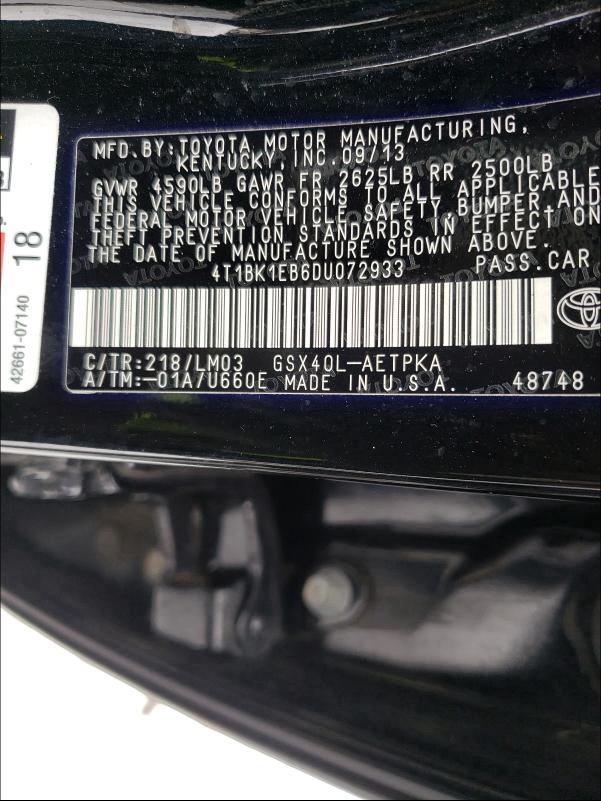 MFD.BY:TOYOTA MOTOR MANUFACTURING,
KENTUCKY, INC.09/13
GVWR 4590LB GAWR FR 2625LB RR 2500LB
THIS VEHICLE CONFORMS TO ALL APPLICABLE
FEDERAL MOTOR VEHICLE SAFETY,BUMPER,AND
THEFT PREVENTION STANDARDS IN EFFECT ON
THE DATE OF MANUFACTURE SHOWN ABOVE.
4T1BK1EB6DU072933 PASS.CAR
C/TR:218/LM03 GSX40L-AETPKA
A/TM:-01A/U660E MADE IN U.S.A. 48748
18
42661-07140